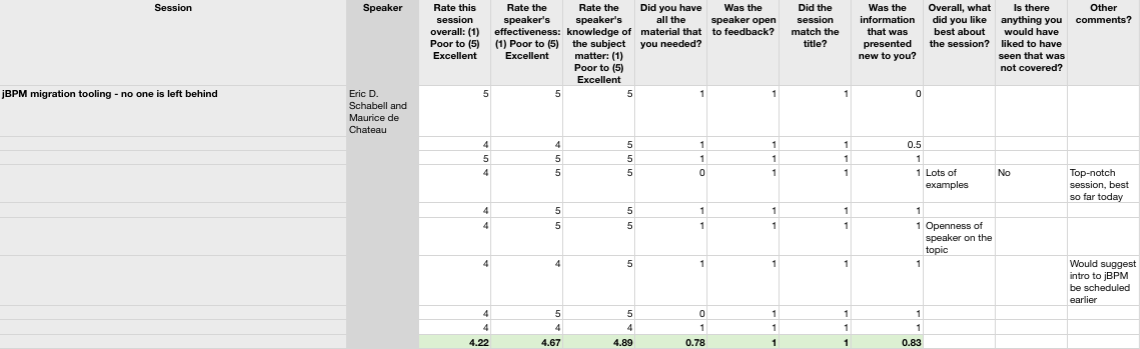 Session Speaker Rate this session overall: (1) Poor to (5) Excellent Rate the speaker's effectiveness: (1) Poor to (5) Excellent Rate the speaker's knowledge of the subject matter: (1) Poor to (5) Excellent Did you have all the material that you needed? Was the speaker open to feedback? Did the session match the title? Was the information that was presented new to you? Overall, what did you like best about the session? Is there anything you would have liked to have seen that was not covered? Other comments?
jBPM migration tooling - no one is left behind Eric D. Schabell and Maurice de Chateau 5 5 5 1 1 1 0
4 4 5 1 1 1 0.5
5 5 5 1 1 1 1
4 5 5 0 1 1 1 Lots of examples No Top-notch session, best so far today
4 5 5 1 1 1 1
4 5 5 1 1 1 1 Openness of speaker on the topic
4 4 5 1 1 1 1 Would suggest intro to jBPM be scheduled earlier
4 5 5 0 1 1 1
4 4 4 1 1 1 1
4.22 4.67 4.89 0.78 1 1 0.83